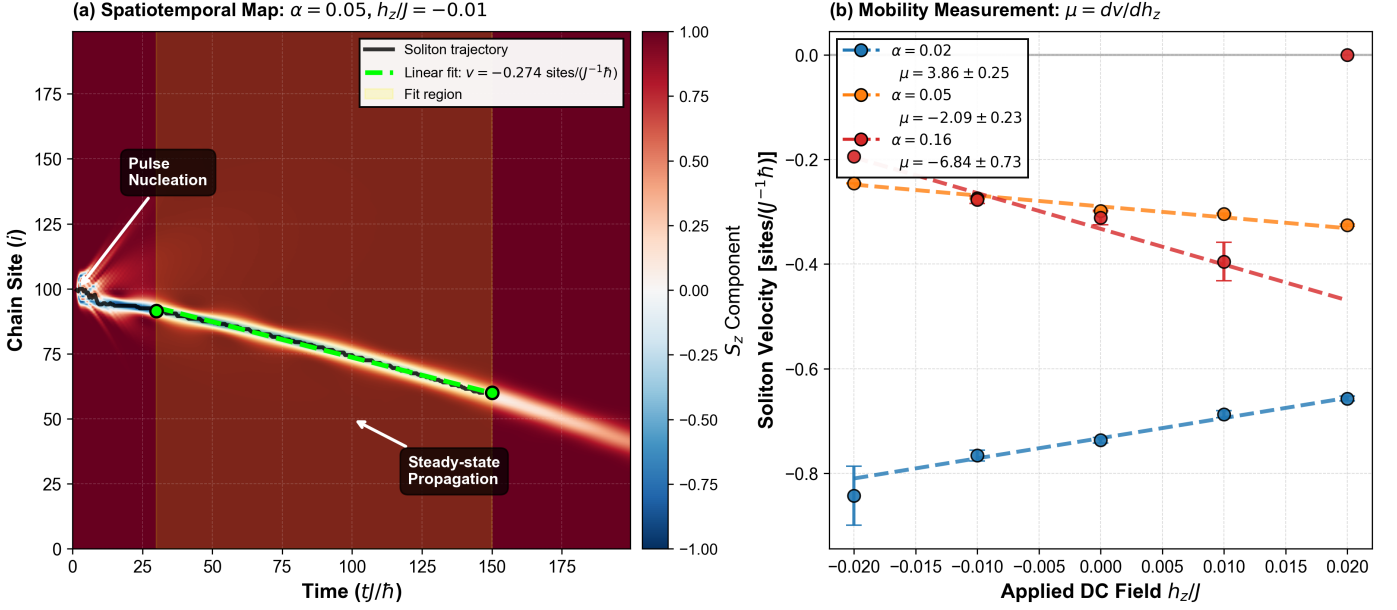 (a) Spatiotemporal Map: α = 0.05, h_z/J = −0.01
Soliton trajectory
Linear fit: v = −0.274 sites/(J⁻¹ℏ)
Fit region
Pulse
Nucleation
Steady-state
Propagation
Chain Site (i)
175
150
125
100
75
50
25
0
0
25
50
75
100
125
150
175
Time (tJ/ℏ)
1.00
0.75
0.50
0.25
0.00
−0.25
−0.50
−0.75
−1.00
S_z Component
(b) Mobility Measurement: μ = dv/dh_z
α = 0.02
μ = 3.86 ± 0.25
α = 0.05
μ = −2.09 ± 0.23
α = 0.16
μ = −6.84 ± 0.73
Soliton Velocity [sites/(J⁻¹ℏ)]
0.0
−0.2
−0.4
−0.6
−0.8
−0.020
−0.015
−0.010
−0.005
0.000
0.005
0.010
0.015
0.020
Applied DC Field h_z/J